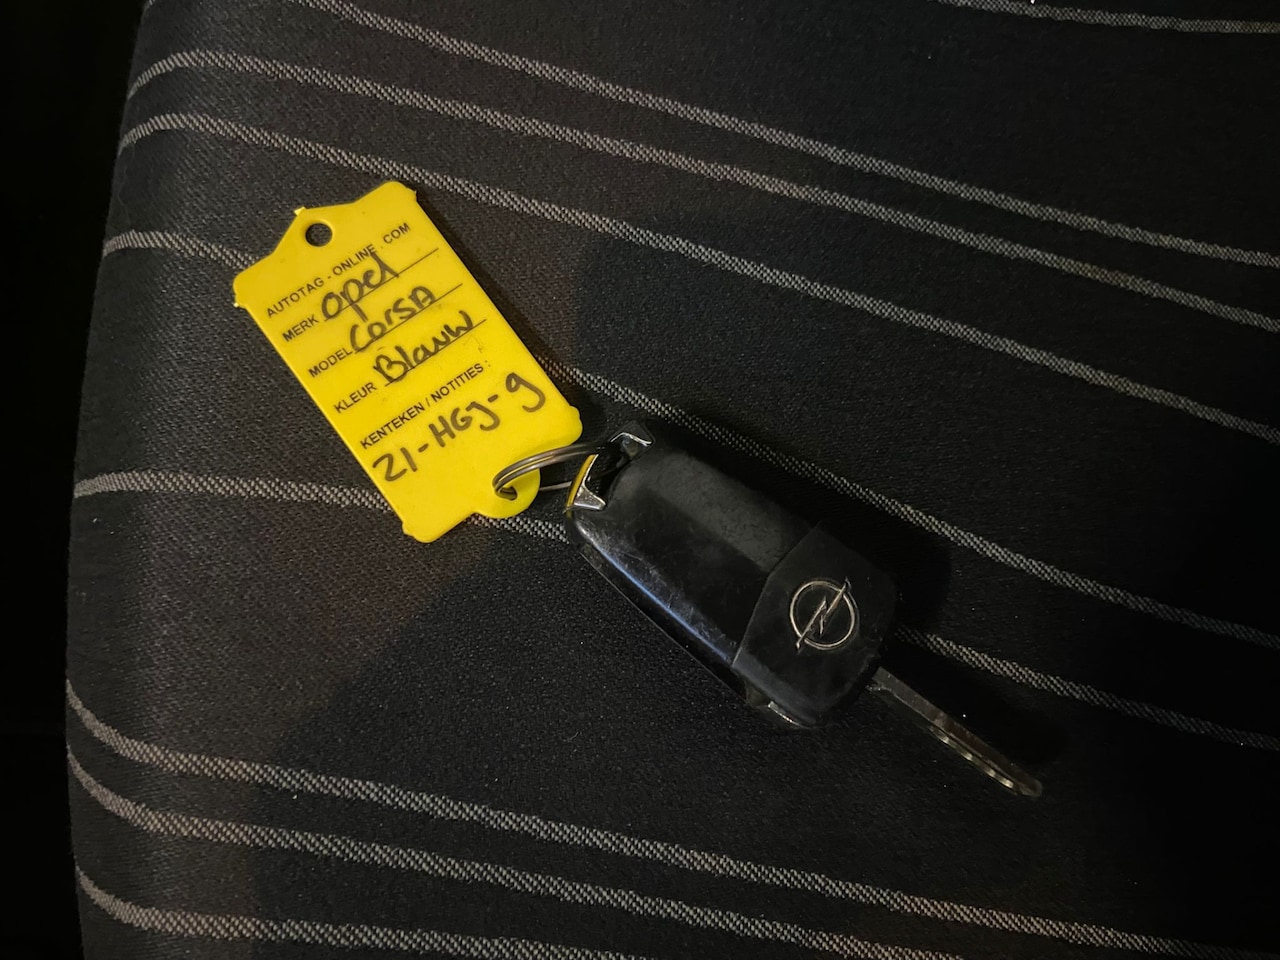 AUTOTAG - ONLINE . COM
MERK Opel
MODEL Corsa
KLEUR Blauw
KENTEKEN / NOTITIES :
21-HGJ-9